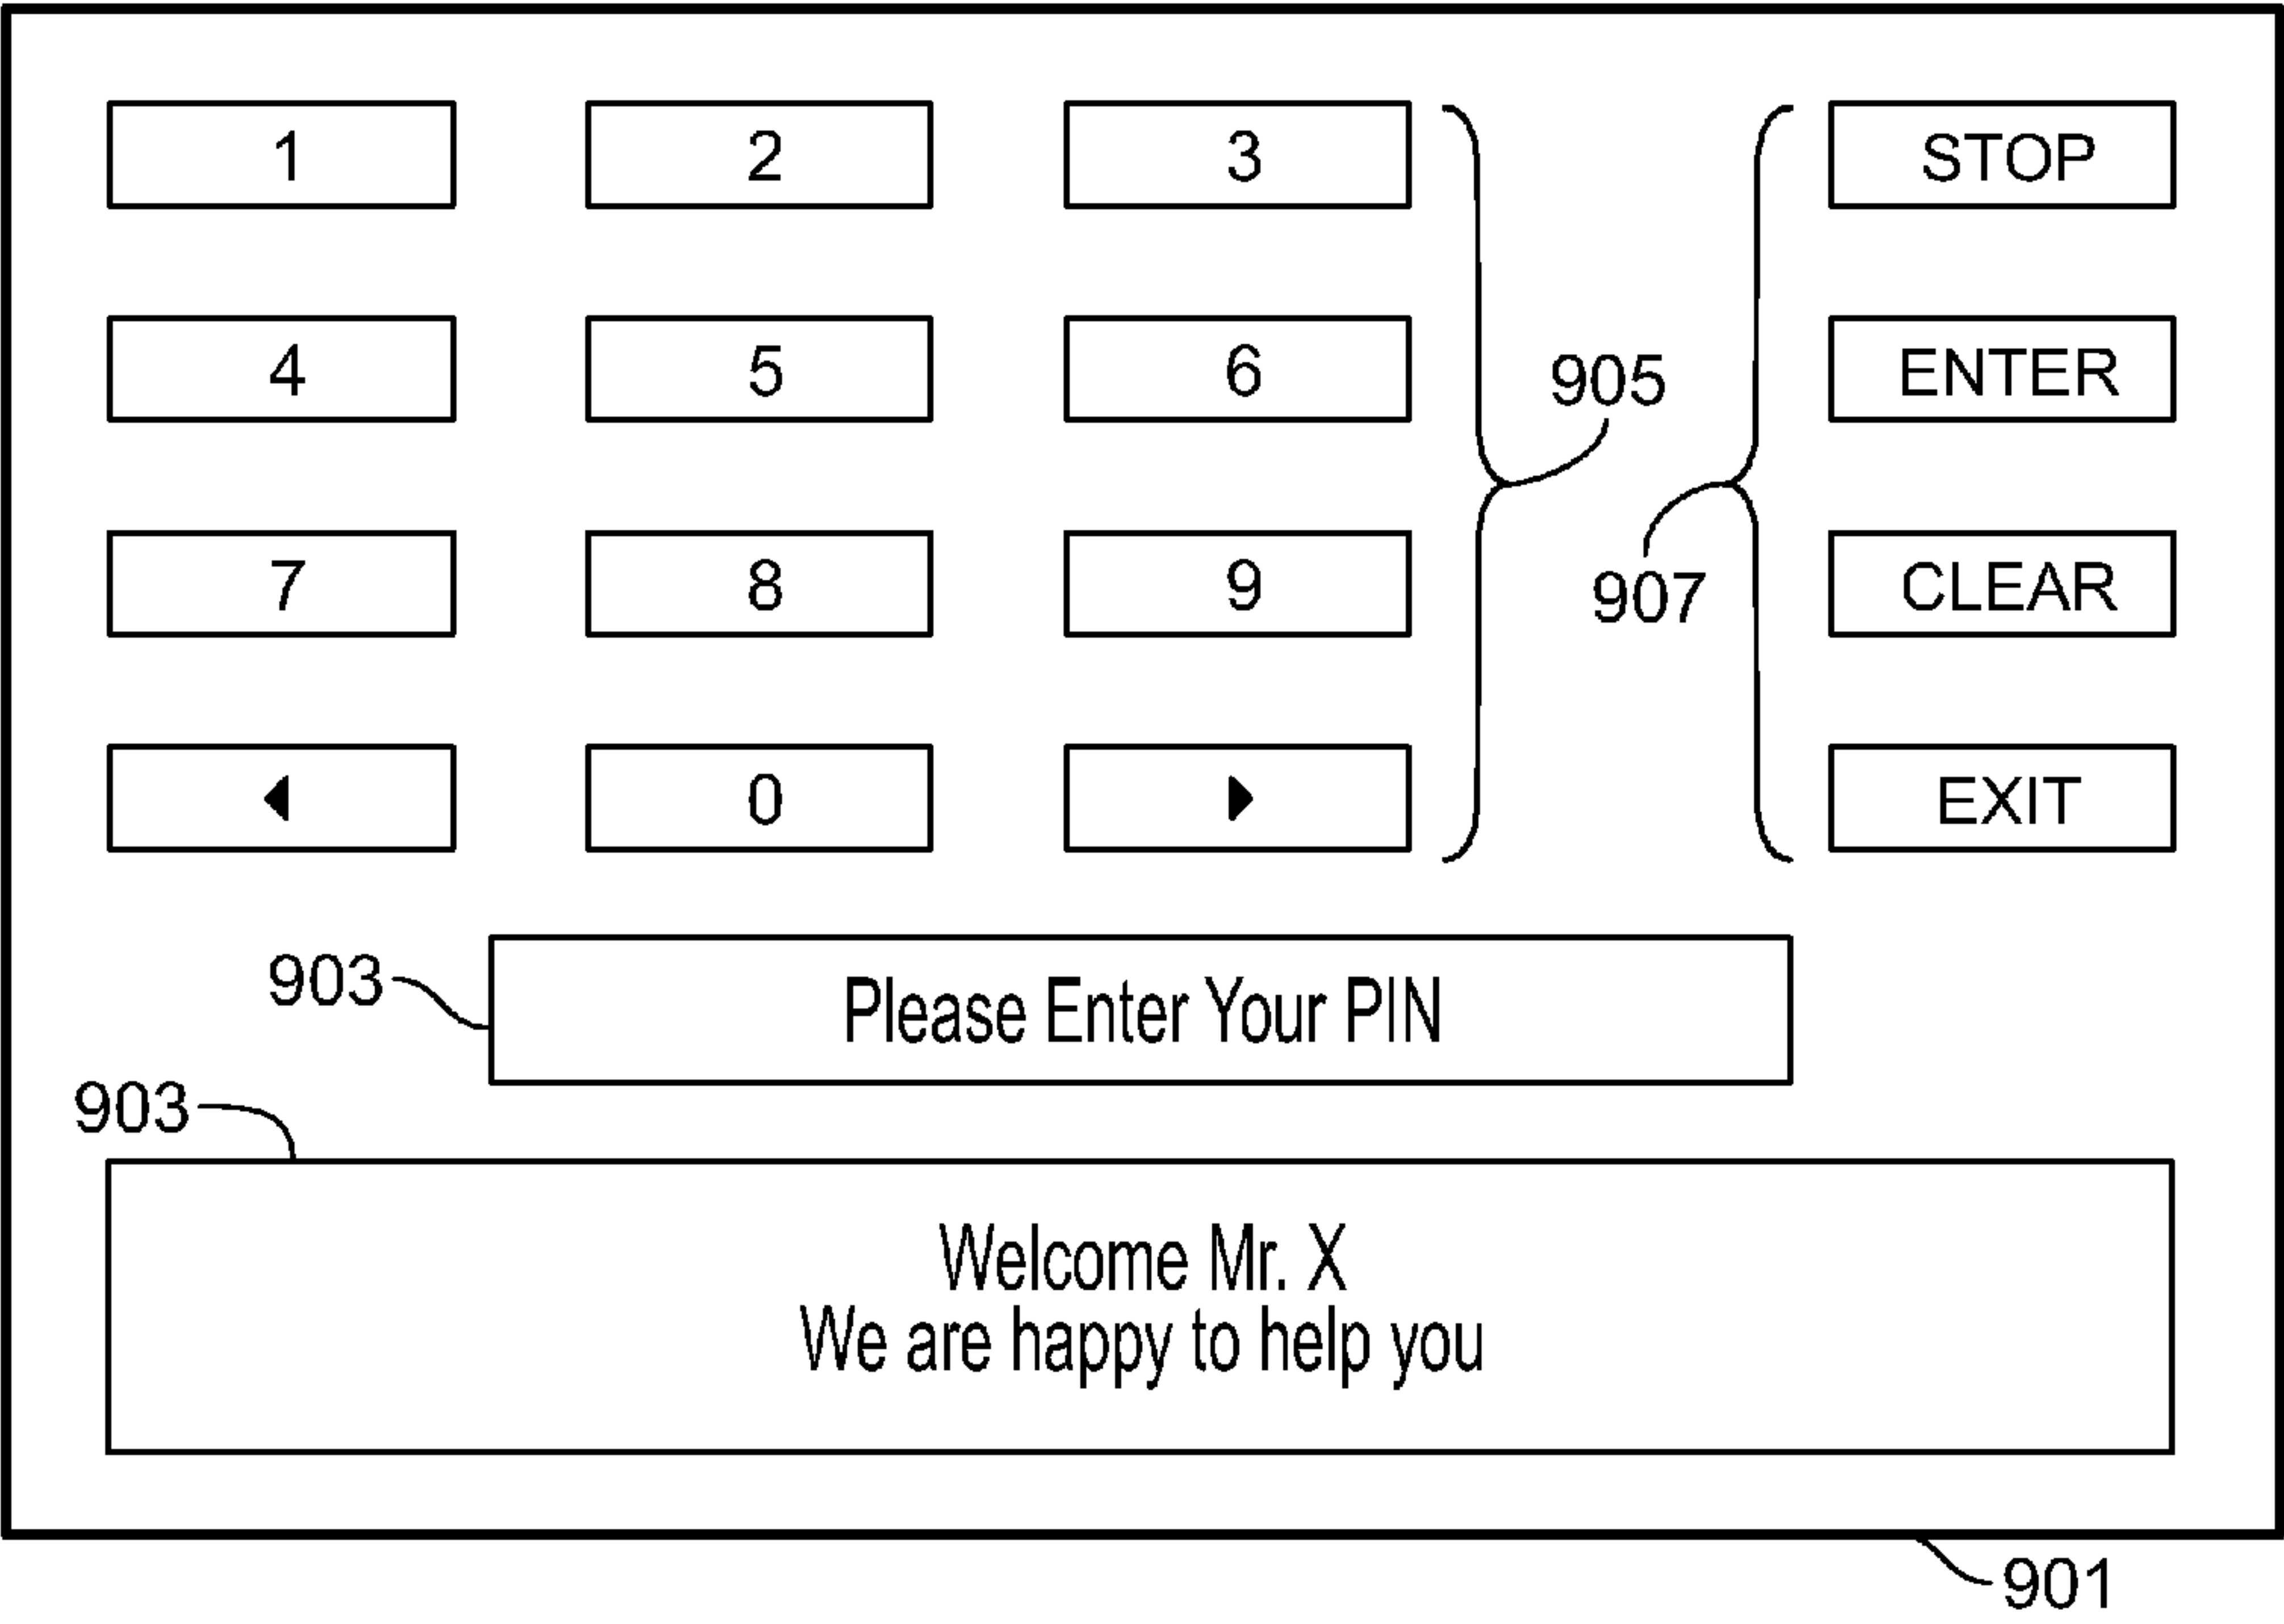 1 2 3 STOP
4 5 6 ENTER
905
7 8 9 CLEAR
907
◀ 0 ▶ EXIT
903 Please Enter Your PIN
903
Welcome Mr. X
We are happy to help you
901